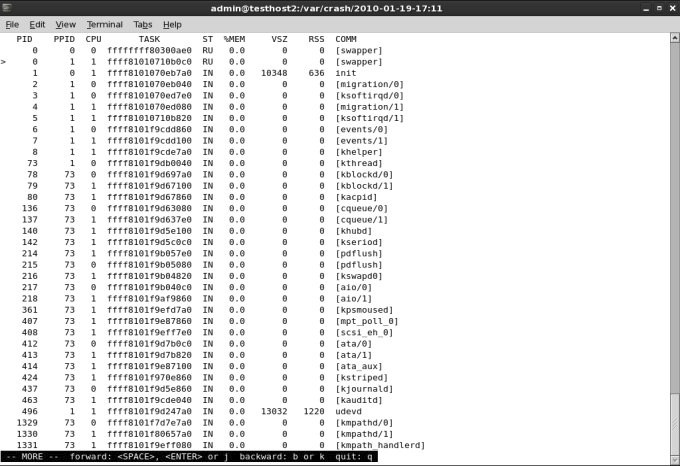 admin@testhost2:/var/crash/2010-01-19-17:11
File Edit View Terminal Tabs Help
PID PPID CPU TASK ST %MEM VSZ RSS COMM
0 0 0 ffffffff80300ae0 RU 0.0 0 0 [swapper]
> 0 1 1 ffff8101070b0c0 RU 0.0 0 0 [swapper]
1 0 1 ffff8101070eb7a0 IN 0.0 10348 636 init
2 1 0 ffff8101070eb040 IN 0.0 0 0 [migration/0]
3 1 0 ffff8101070ed7e0 IN 0.0 0 0 [ksoftirqd/0]
4 1 1 ffff8101070ed080 IN 0.0 0 0 [migration/1]
5 1 1 ffff81010710b820 IN 0.0 0 0 [ksoftirqd/1]
6 1 0 ffff8101f9cdd860 IN 0.0 0 0 [events/0]
7 1 1 ffff8101f9cdd100 IN 0.0 0 0 [events/1]
8 1 1 ffff8101f9cde7a0 IN 0.0 0 0 [khelper]
73 1 0 ffff8101f9db0040 IN 0.0 0 0 [kthread]
78 73 0 ffff8101f9d697a0 IN 0.0 0 0 [kblockd/0]
79 73 1 ffff8101f9d67100 IN 0.0 0 0 [kblockd/1]
80 73 1 ffff8101f9d67860 IN 0.0 0 0 [kacpid]
136 73 0 ffff8101f9d63080 IN 0.0 0 0 [cqueue/0]
137 73 1 ffff8101f9d637e0 IN 0.0 0 0 [cqueue/1]
140 73 1 ffff8101f9d5e100 IN 0.0 0 0 [khubd]
142 73 1 ffff8101f9d5c0c0 IN 0.0 0 0 [kseriod]
214 73 1 ffff8101f9b057e0 IN 0.0 0 0 [pdflush]
215 73 0 ffff8101f9b05080 IN 0.0 0 0 [pdflush]
216 73 1 ffff8101f9b04820 IN 0.0 0 0 [kswapd0]
217 73 0 ffff8101f9b040c0 IN 0.0 0 0 [aio/0]
218 73 1 ffff8101f9af9860 IN 0.0 0 0 [aio/1]
361 73 1 ffff8101f9efd7a0 IN 0.0 0 0 [kpsmoused]
407 73 1 ffff8101f9e87860 IN 0.0 0 0 [mpt_poll_0]
408 73 1 ffff8101f9eff7e0 IN 0.0 0 0 [scsi_eh_0]
412 73 0 ffff8101f9d7b0c0 IN 0.0 0 0 [ata/0]
413 73 1 ffff8101f9d7b820 IN 0.0 0 0 [ata/1]
414 73 1 ffff8101f9e87100 IN 0.0 0 0 [ata_aux]
424 73 1 ffff8101f970e860 IN 0.0 0 0 [kstriped]
437 73 0 ffff8101f9d5e860 IN 0.0 0 0 [kjournald]
463 73 1 ffff8101f9cde040 IN 0.0 0 0 [kauditd]
496 1 1 ffff8101f9d247a0 IN 0.0 13032 1220 udevd
1329 73 0 ffff8101f7d7e7a0 IN 0.0 0 0 [kmpathd/0]
1330 73 1 ffff8101f80657a0 IN 0.0 0 0 [kmpathd/1]
1331 73 1 ffff8101f9eff080 IN 0.0 0 0 [kmpath_handlerd]
-- MORE -- forward: <SPACE>, <ENTER> or j backward: b or k quit: q